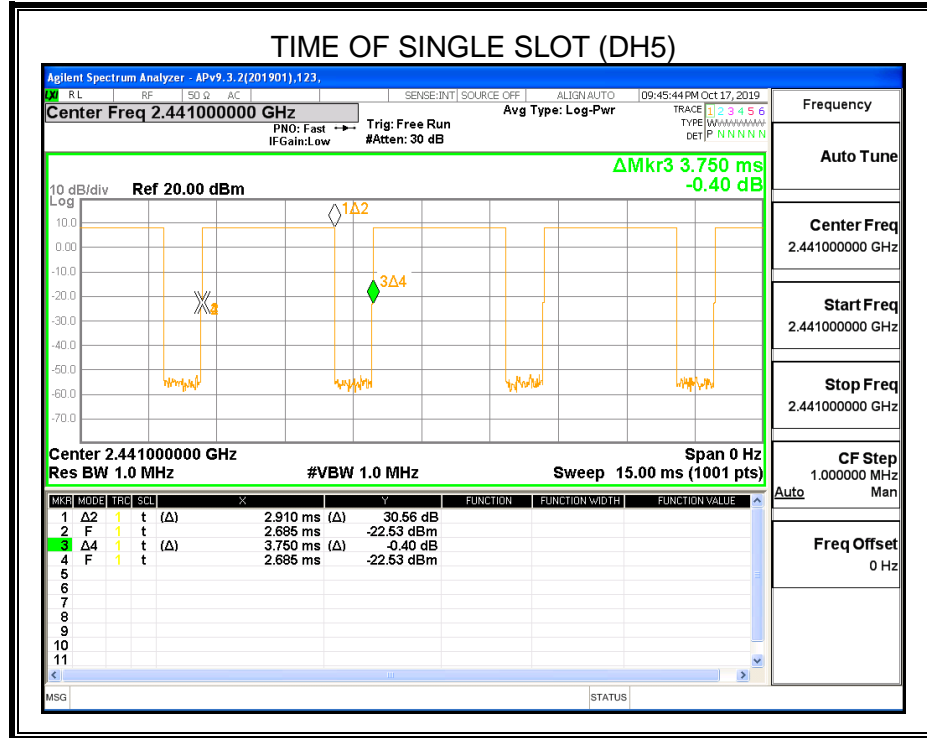 TIME OF SINGLE SLOT (DH5)
Agilent Spectrum Analyzer - APv9.3.2(201901),123,
LXI RL RF 50 Ω AC SENSE:INT SOURCE OFF ALIGNAUTO 09:45:44 PM Oct 17, 2019
Center Freq 2.441000000 GHz
PNO: Fast
IFGain:Low
Trig: Free Run
#Atten: 30 dB
Avg Type: Log-Pwr
TRACE 1 2 3 4 5 6
TYPE
DET P N N N N N
ΔMkr3 3.750 ms
-0.40 dB
10 dB/div Ref 20.00 dBm
Log
10.0
0.00
-10.0
-20.0
-30.0
-40.0
-50.0
-60.0
-70.0
1Δ2
3Δ4
Center 2.441000000 GHz Span 0 Hz
Res BW 1.0 MHz #VBW 1.0 MHz Sweep 15.00 ms (1001 pts)
MKR MODE TRC SCL X Y FUNCTION FUNCTION WIDTH FUNCTION VALUE
1 Δ2 1 t (Δ) 2.910 ms (Δ) 30.56 dB
2 F 1 t 2.685 ms -22.53 dBm
3 Δ4 1 t (Δ) 3.750 ms (Δ) -0.40 dB
4 F 1 t 2.685 ms -22.53 dBm
5
6
7
8
9
10
11
MSG STATUS
Frequency
Auto Tune
Center Freq
2.441000000 GHz
Start Freq
2.441000000 GHz
Stop Freq
2.441000000 GHz
CF Step
1.000000 MHz
Auto Man
Freq Offset
0 Hz